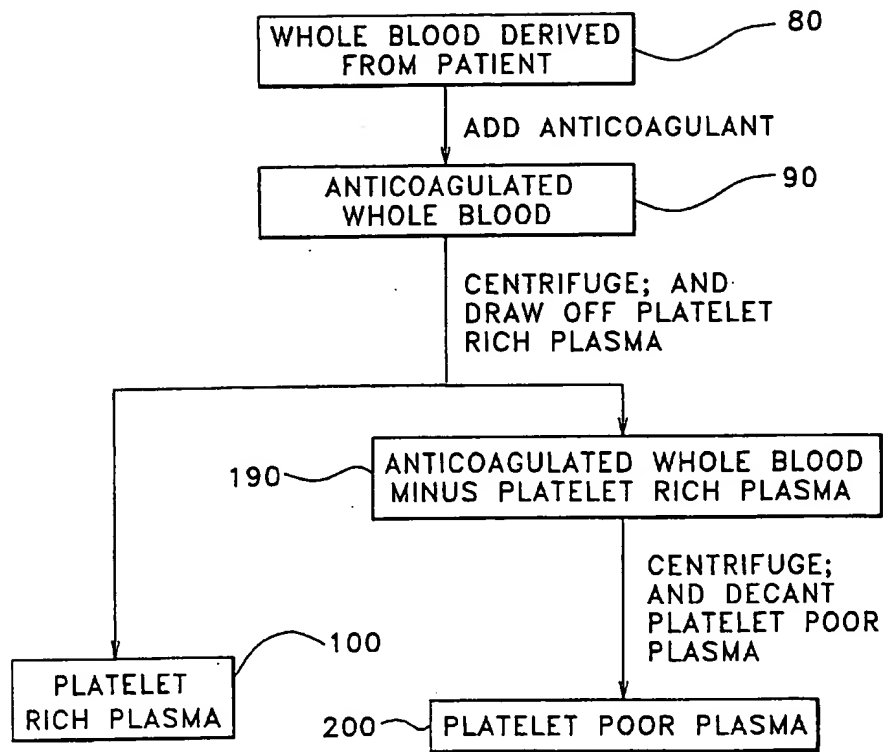 WHOLE BLOOD DERIVED
FROM PATIENT
80
ADD ANTICOAGULANT
ANTICOAGULATED
WHOLE BLOOD
90
CENTRIFUGE; AND
DRAW OFF PLATELET
RICH PLASMA
190
ANTICOAGULATED WHOLE BLOOD
MINUS PLATELET RICH PLASMA
CENTRIFUGE;
AND DECANT
PLATELET POOR
PLASMA
100
PLATELET
RICH PLASMA
200
PLATELET POOR PLASMA